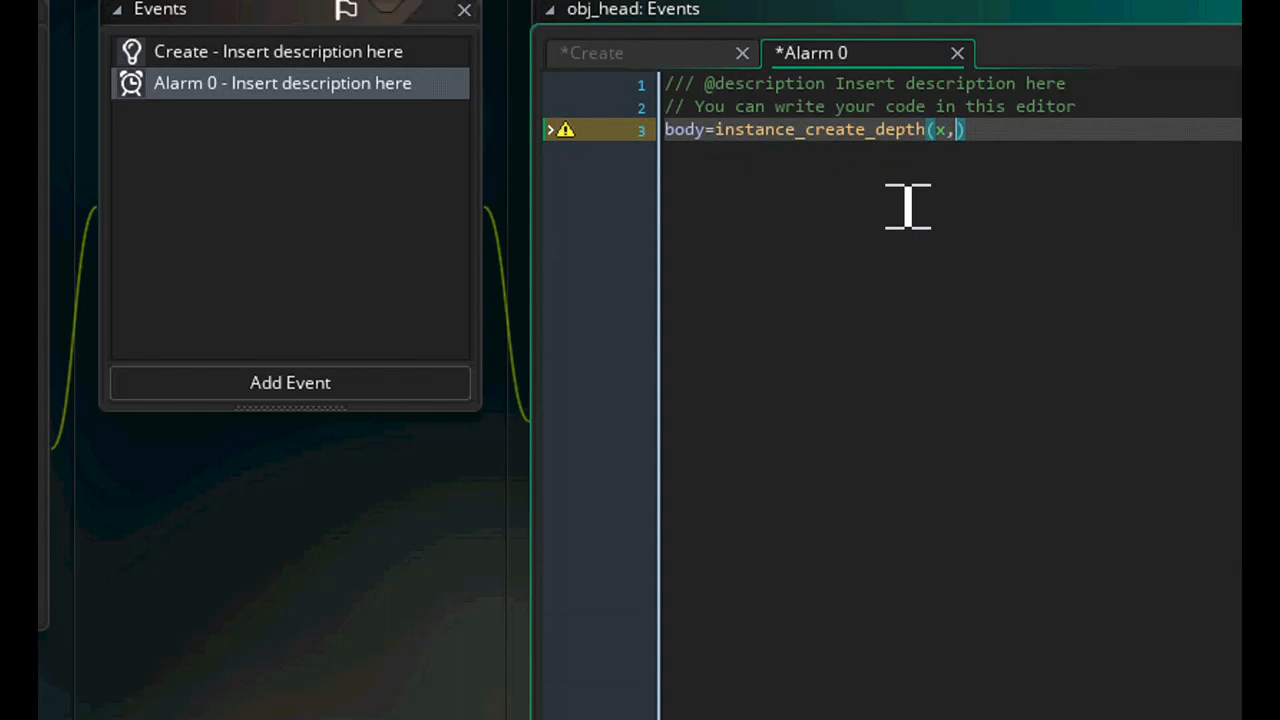 Events
Create - Insert description here
Alarm 0 - Insert description here
Add Event
obj_head: Events
*Create
*Alarm 0
1 /// @description Insert description here
2 // You can write your code in this editor
3 body=instance_create_depth(x,)